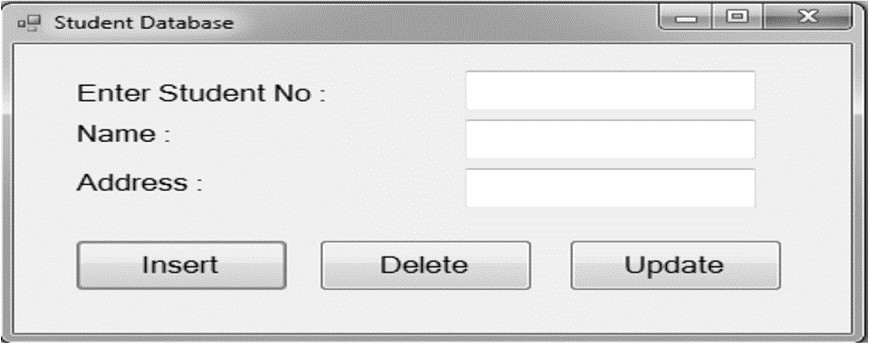 Student Database
Enter Student No :
Name :
Address :
Insert Delete Update